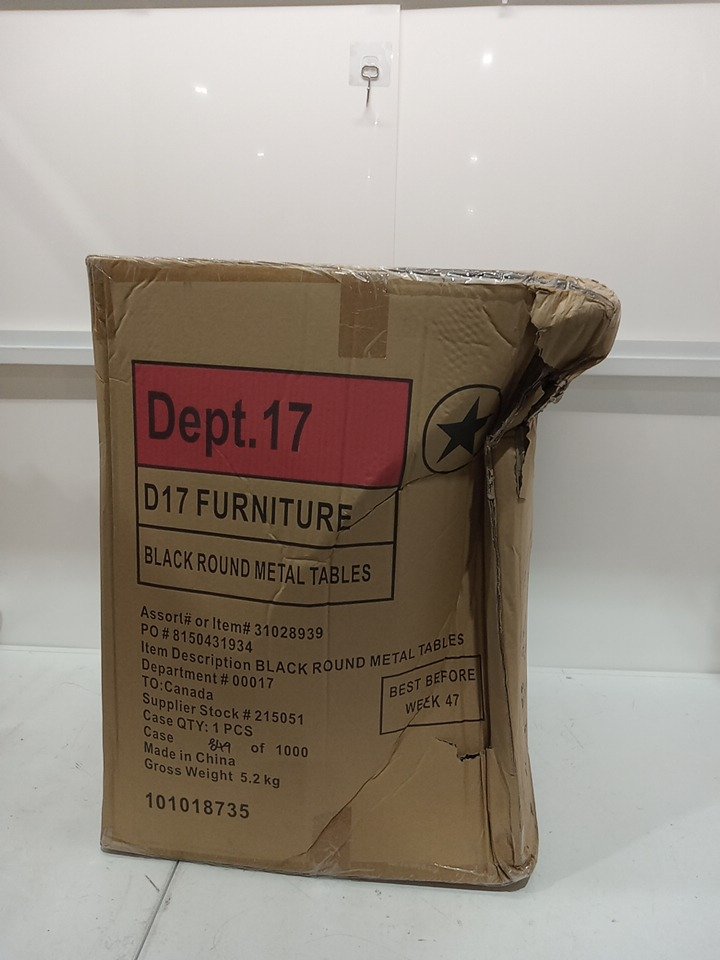 Dept.17
D17 FURNITURE
BLACK ROUND METAL TABLES
Assort# or Item# 31028939
PO # 8150431934
Item Description BLACK ROUND METAL TABLES
Department # 00017
TO:Canada
Supplier Stock # 215051
Case QTY: 1 PCS
Case 849 of 1000
Made in China
Gross Weight 5.2 kg
101018735
BEST BEFORE
WEEK 47